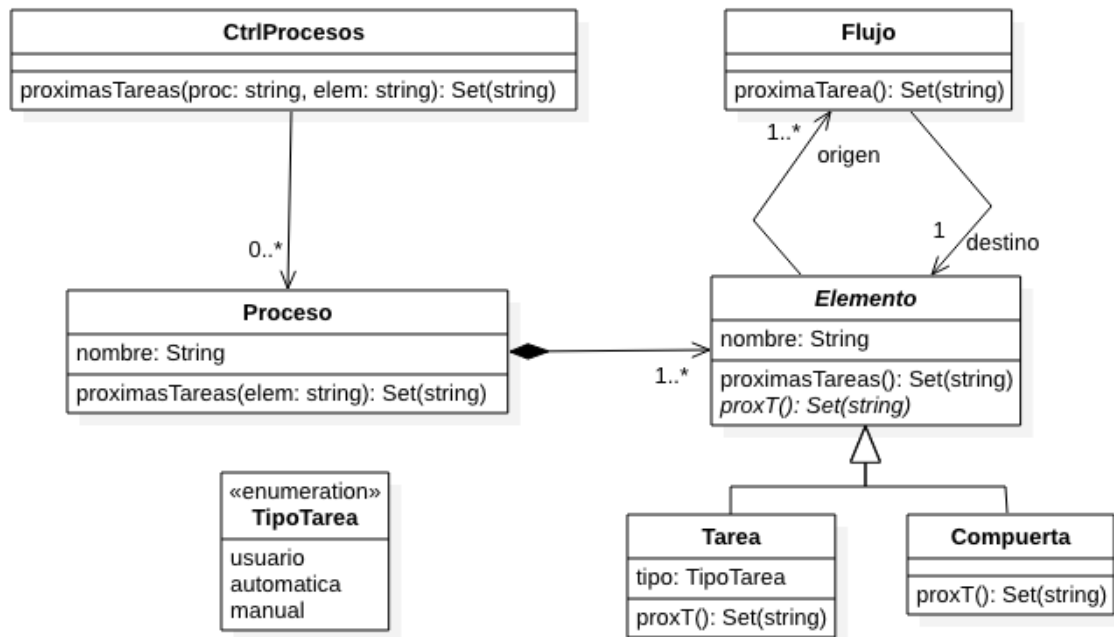 CtrlProcesos
proximasTareas(proc: string, elem: string): Set(string)
Flujo
proximaTarea(): Set(string)
1..*
origen
0..*
1
destino
Proceso
nombre: String
proximasTareas(elem: string): Set(string)
1..*
Elemento
nombre: String
proximasTareas(): Set(string)
proxT(): Set(string)
«enumeration»
TipoTarea
usuario
automatica
manual
Tarea
tipo: TipoTarea
proxT(): Set(string)
Compuerta
proxT(): Set(string)